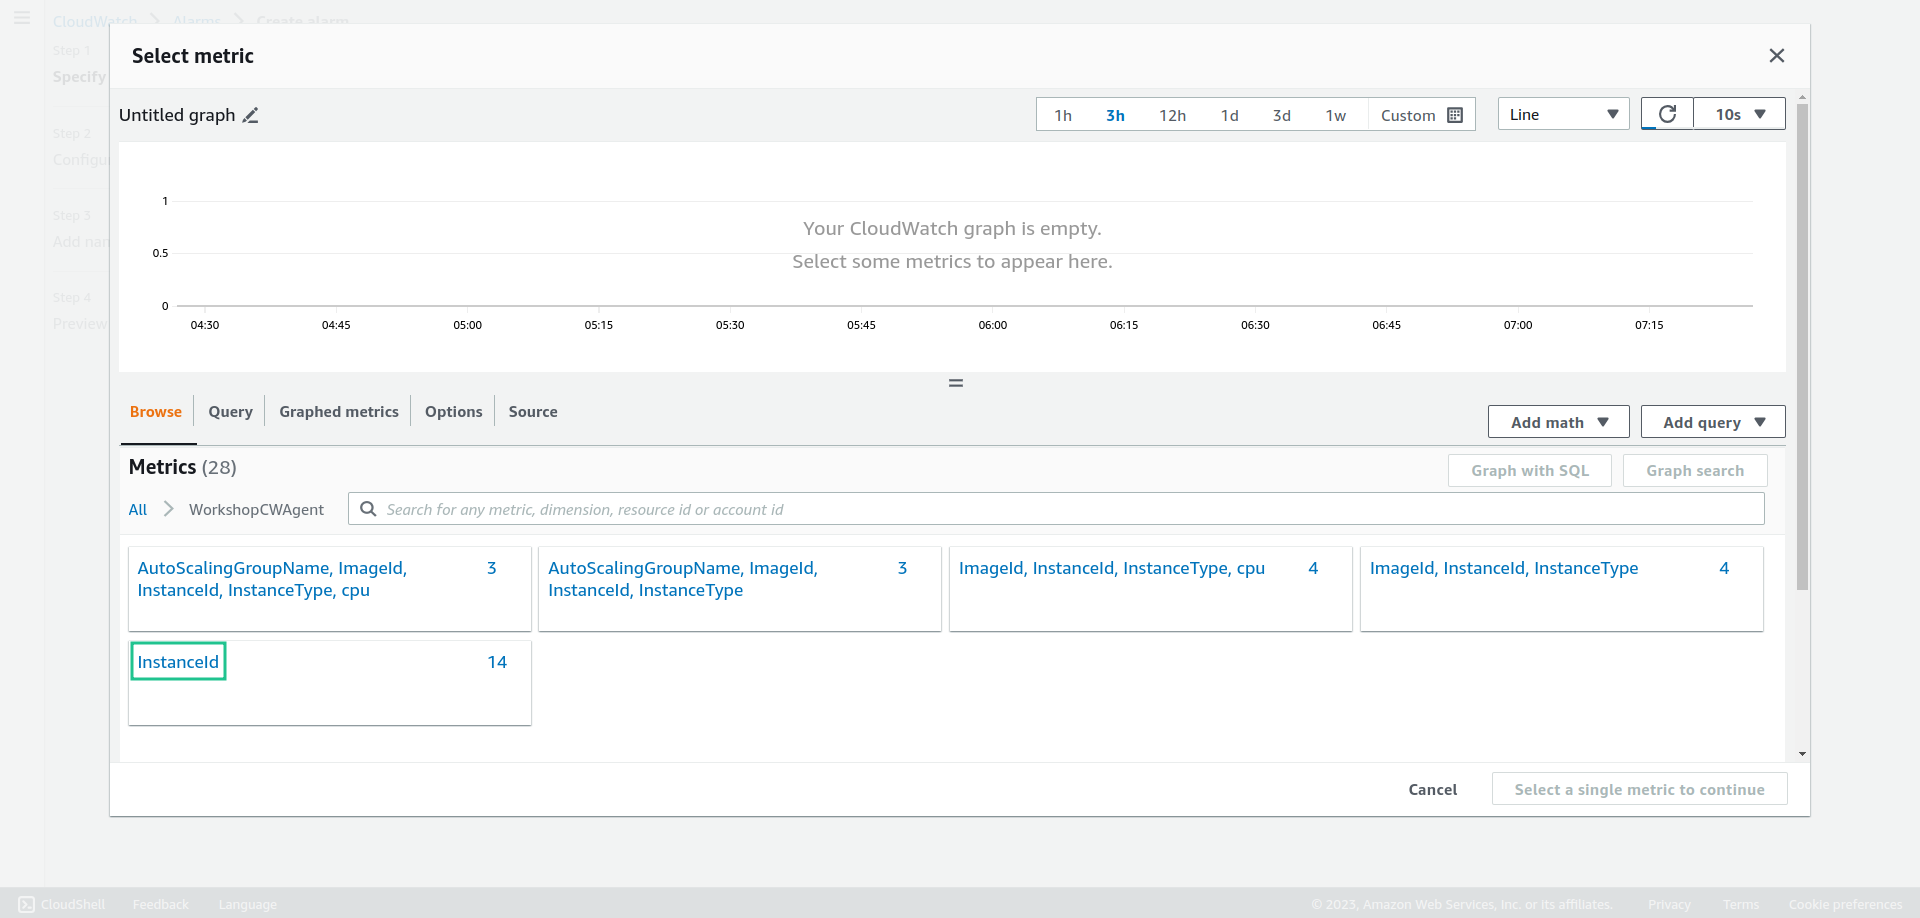 CloudWatch > Alarms > Create alarm
Step 1
Specify
Step 2
Configu
Step 3
Add nan
Step 4
Preview
Select metric
Untitled graph
1h 3h 12h 1d 3d 1w Custom
Line
10s
1
0.5
0
Your CloudWatch graph is empty.
Select some metrics to appear here.
04:30 04:45 05:00 05:15 05:30 05:45 06:00 06:15 06:30 06:45 07:00 07:15
Browse Query Graphed metrics Options Source
Add math Add query
Metrics (28)
Graph with SQL Graph search
All > WorkshopCWAgent
Search for any metric, dimension, resource id or account id
AutoScalingGroupName, ImageId,
InstanceId, InstanceType, cpu
3
AutoScalingGroupName, ImageId,
InstanceId, InstanceType
3
ImageId, InstanceId, InstanceType, cpu 4
ImageId, InstanceId, InstanceType 4
InstanceId 14
Cancel Select a single metric to continue
CloudShell Feedback Language
© 2023, Amazon Web Services, Inc. or its affiliates. Privacy Terms Cookie preferences